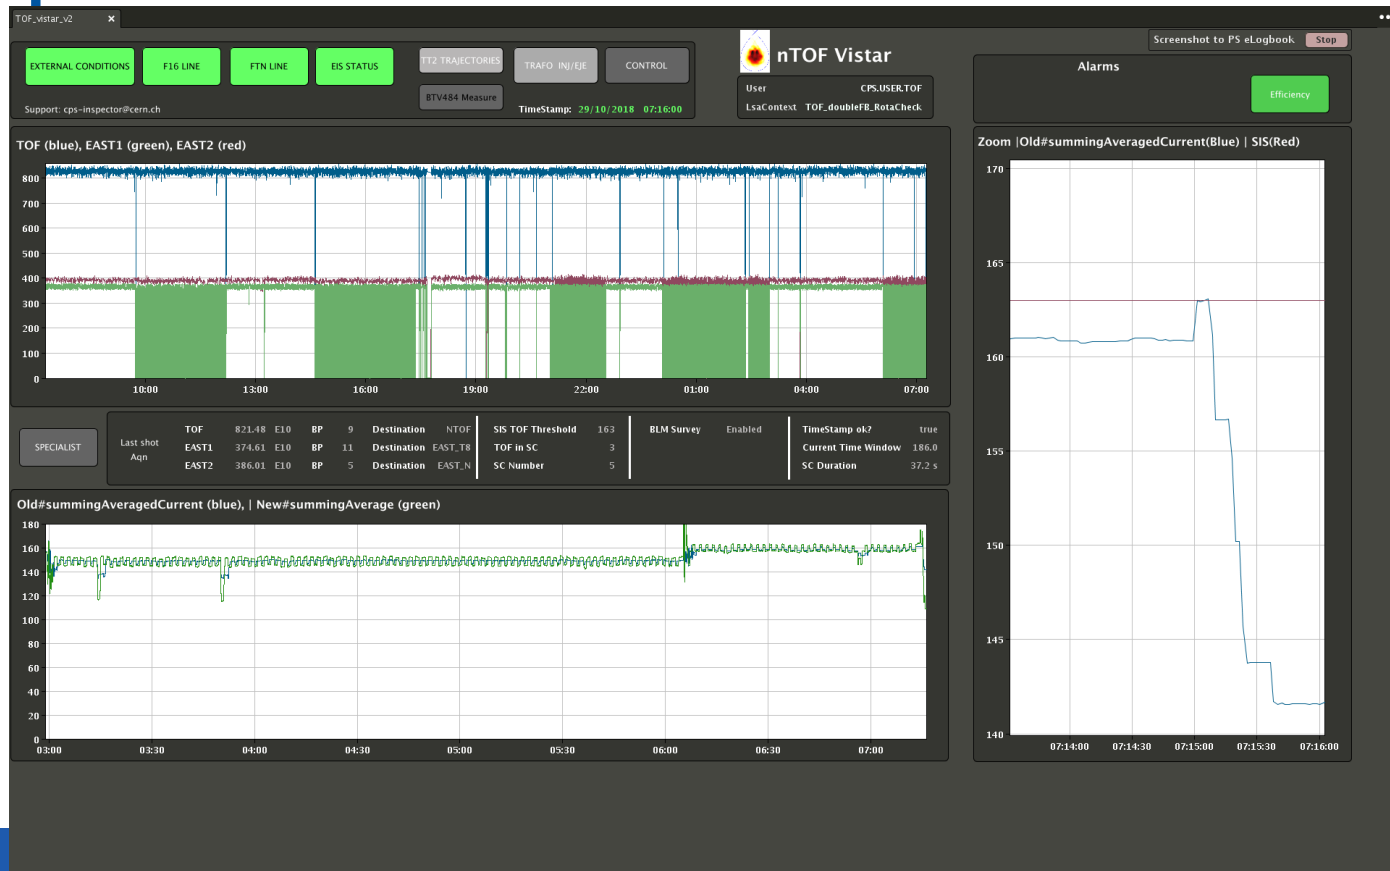 TOF_vistar_v2 ×
Screenshot to PS eLogbook Stop
EXTERNAL CONDITIONS F16 LINE FTN LINE EIS STATUS TT2 TRAJECTORIES TRAFO INJ/EJE CONTROL
BTV484 Measure
Support: cps-inspector@cern.ch
TimeStamp: 29/10/2018 07:16:00
nTOF Vistar
User CPS.USER.TOF
LsaContext TOF_doubleFB_RotaCheck
Alarms
Efficiency
TOF (blue), EAST1 (green), EAST2 (red)
800
700
600
500
400
300
200
100
0
10:00 13:00 16:00 19:00 22:00 01:00 04:00 07:00
Zoom |Old#summingAveragedCurrent(Blue) | SIS(Red)
170
165
160
155
150
145
140
07:14:00 07:14:30 07:15:00 07:15:30 07:16:00
SPECIALIST
Last shot
Aqn
TOF 821.48 E10 BP 9 Destination NTOF
EAST1 374.61 E10 BP 11 Destination EAST_T8
EAST2 386.01 E10 BP 5 Destination EAST_N
SIS TOF Threshold 163
TOF in SC 3
SC Number 5
BLM Survey Enabled
TimeStamp ok? true
Current Time Window 186.0
SC Duration 37.2 s
Old#summingAveragedCurrent (blue), | New#summingAverage (green)
180
160
140
120
100
80
60
40
20
0
03:00 03:30 04:00 04:30 05:00 05:30 06:00 06:30 07:00